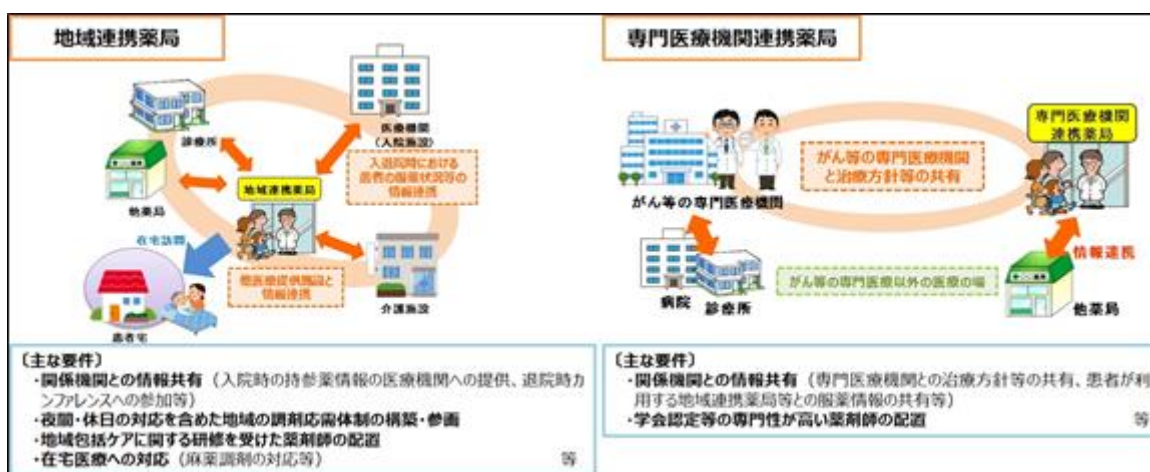 地域連携薬局
診療所
医療機関
(入院施設)
入退院時における
患者の服薬状況等の
情報連携
他薬局
地域連携薬局
在宅訪問
他医療提供施設と
情報連携
介護施設
患者宅
〔主な要件〕
・関係機関との情報共有（入院時の持参薬情報の医療機関への提供、退院時カ
ンファレンスへの参加等）
・夜間・休日の対応を含めた地域の調剤応需体制の構築・参画
・地域包括ケアに関する研修を受けた薬剤師の配置
・在宅医療への対応（麻薬調剤の対応等） 等
専門医療機関連携薬局
専門医療機関
連携薬局
がん等の専門医療機関
と治療方針等の共有
がん等の専門医療機関
情報連携
病院
診療所
がん等の専門医療以外の医療の場
他薬局
〔主な要件〕
・関係機関との情報共有（専門医療機関との治療方針等の共有、患者が利
用する地域連携薬局等との服薬情報の共有等）
・学会認定等の専門性が高い薬剤師の配置 等